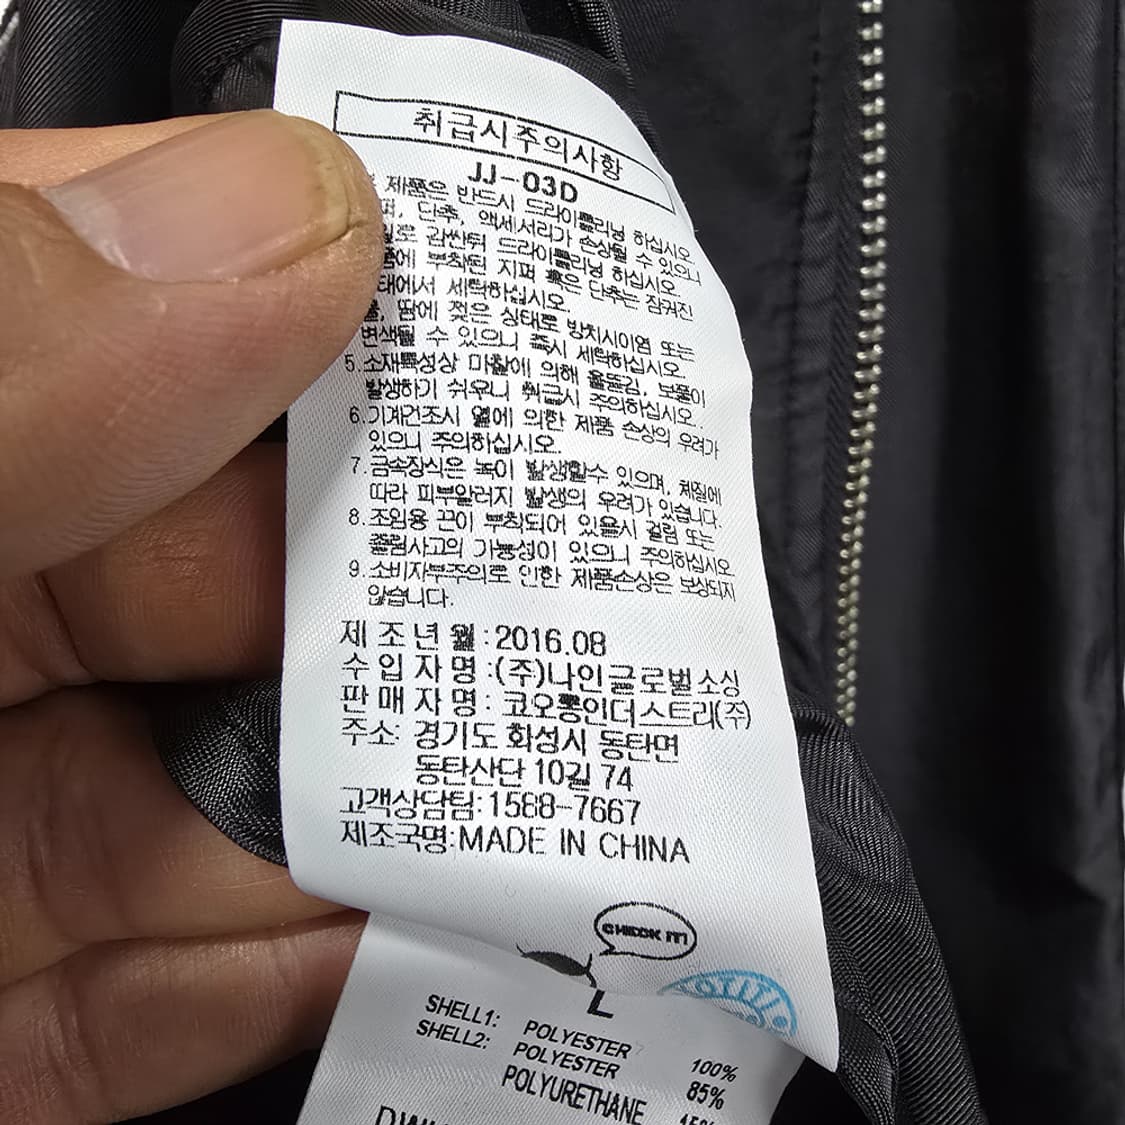 취급시주의사항
JJ-03D
제품은 반드시 드라이클리닝 하십시오.
퍼, 단추, 액세서리가 손상될 수 있으니
일로 감싼뒤 드라이클리닝 하십시오.
품에 부착된 지퍼 혹은 단추는 잠궈진
태에서 세탁하십시오.
땀에 젖은 상태로 방치시이염 또는
변색될 수 있으니 즉시 세탁하십시오.
5.소재특성상 마찰에 의해 올뜯김, 보풀이
발생하기 쉬우니 취급시 주의하십시오.
6.기계건조시 열에 의한 제품 손상의 우려가
있으니 주의하십시오.
7.금속장식은 녹이 발생할수 있으며, 체질에
따라 피부알러지 발생의 우려가 있습니다.
8.조임용 끈이 부착되어 있을시 걸림 또는
쫄림사고의 가능성이 있으니 주의하십시오
9.소비자부주의로 인한 제품손상은 보상되지
않습니다.
제 조 년 월 : 2016.08
수 입 자 명 :(주)나인글로벌소싱
판 매 자 명 : 코오롱인더스트리(주)
주소: 경기도 화성시 동탄면
동탄산단 10길 74
고객상담팀:1588-7667
제조국명:MADE IN CHINA
CHECK IT!
L
SHELL1: POLYESTER 100%
SHELL2: POLYESTER 85%
POLYURETHANE 15%